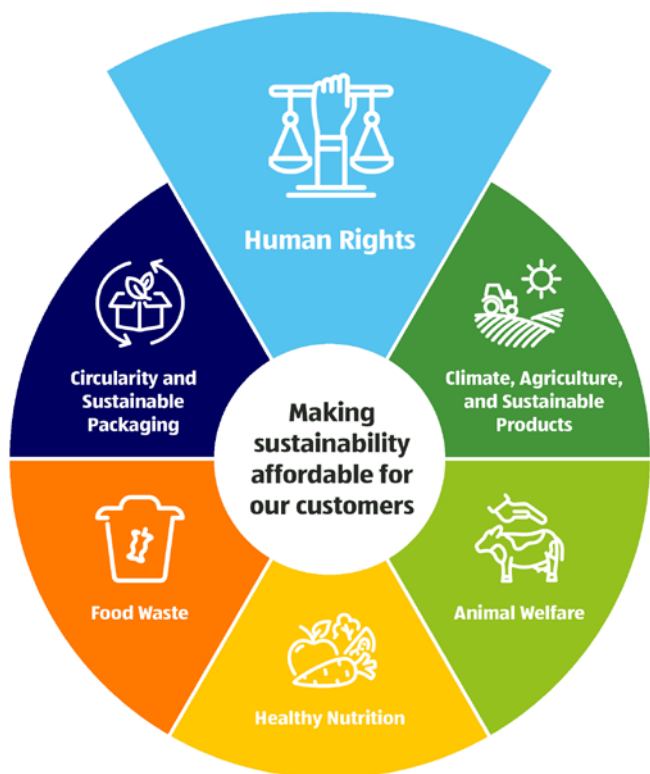 Human Rights
Circularity and
Sustainable
Packaging
Climate, Agriculture,
and Sustainable
Products
Making
sustainability
affordable for
our customers
Food Waste
Animal Welfare
Healthy Nutrition